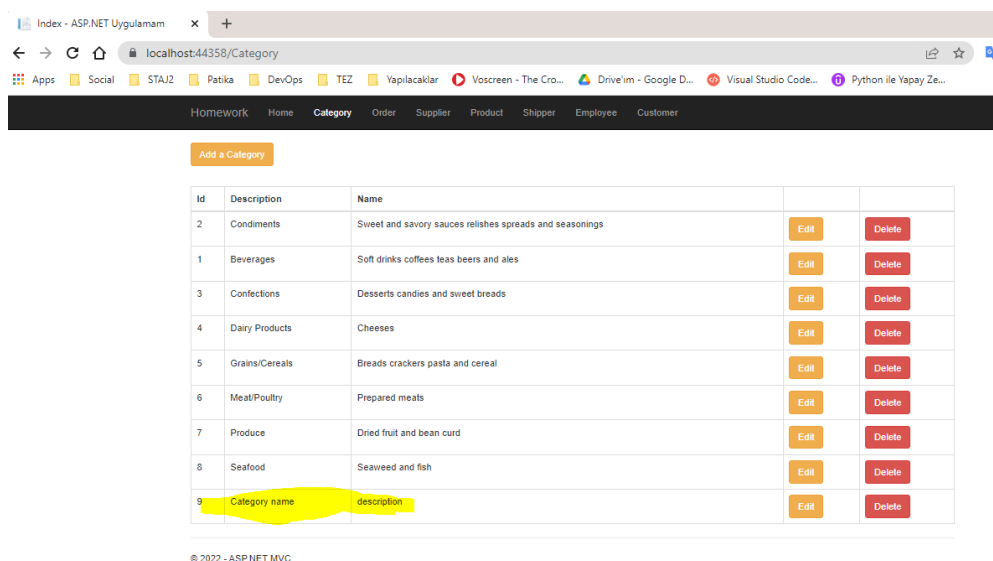 Index - ASP.NET Uygulamam
localhost:44358/Category
Apps Social STAJ2 Patika DevOps TEZ Yapılacaklar Voscreen - The Cro... Drive'ım - Google D... Visual Studio Code... Python ile Yapay Ze...
Homework Home Category Order Supplier Product Shipper Employee Customer
Add a Category
Id Description Name
2 Condiments Sweet and savory sauces relishes spreads and seasonings Edit Delete
1 Beverages Soft drinks coffees teas beers and ales Edit Delete
3 Confections Desserts candies and sweet breads Edit Delete
4 Dairy Products Cheeses Edit Delete
5 Grains/Cereals Breads crackers pasta and cereal Edit Delete
6 Meat/Poultry Prepared meats Edit Delete
7 Produce Dried fruit and bean curd Edit Delete
8 Seafood Seaweed and fish Edit Delete
9 Category name description Edit Delete
© 2022 - ASP.NET MVC